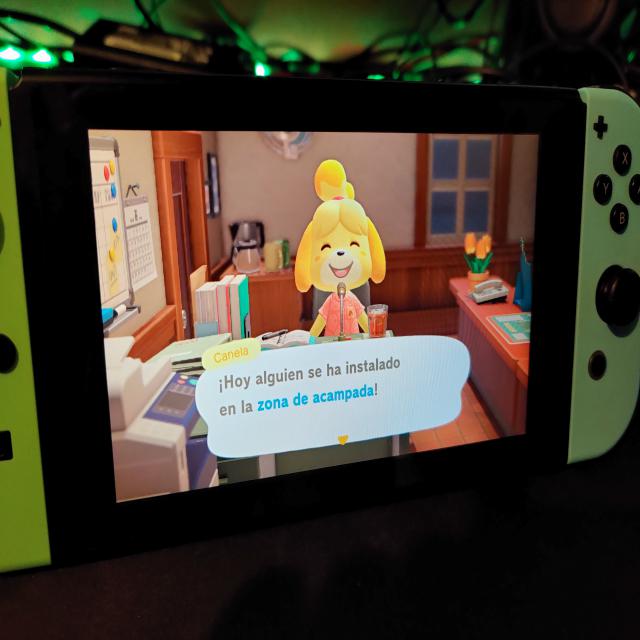 Canela
¡Hoy alguien se ha instalado
en la zona de acampada!
X
Y
B